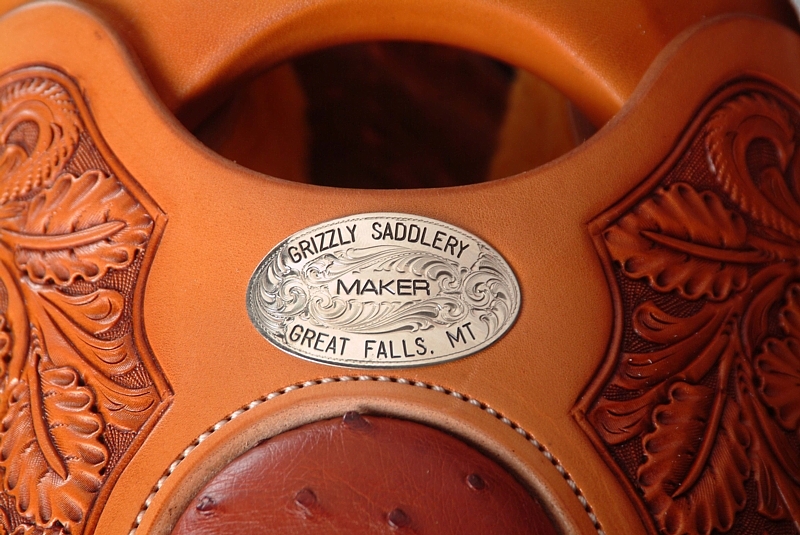 GRIZZLY SADDLERY
MAKER
GREAT FALLS. MT